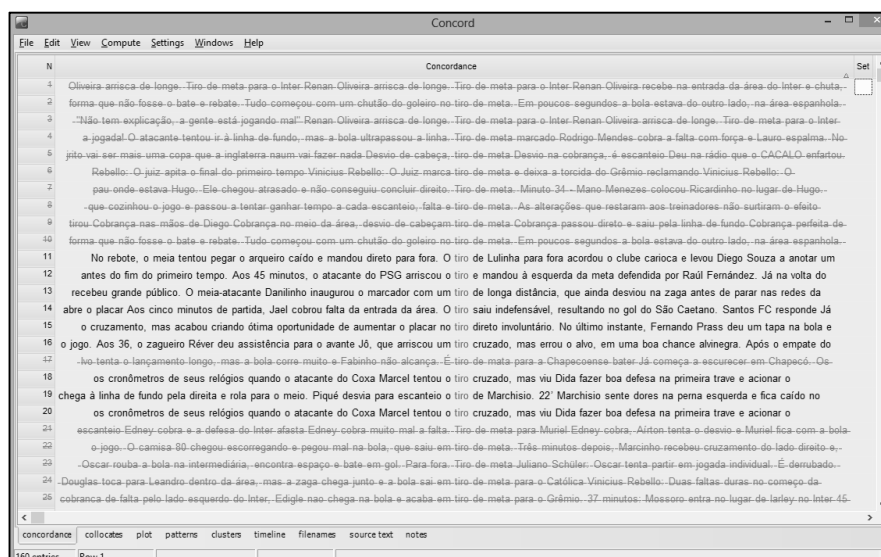 Concord
File Edit View Compute Settings Windows Help
N Concordance Set
1 Oliveira arrisca de longe. Tiro de meta para o Inter Renan Oliveira arrisca de longe. Tiro de meta para o Inter Renan Oliveira recebe na entrada da área do Inter e chuta,
2 forma que não fosse o bate e rebate. Tudo começou com um chutão do goleiro no tiro de meta. Em poucos segundos a bola estava do outro lado, na área espanhola.
3 "Não tem explicação, a gente está jogando mal" Renan Oliveira arrisca de longe. Tiro de meta para o Inter Renan Oliveira arrisca de longe. Tiro de meta para o Inter
4 a jogada! O atacante tentou ir à linha de fundo, mas a bola ultrapassou a linha. Tiro de meta marcado Rodrigo Mendes cobra a falta com força e Lauro espalma. No
5 jrito vai ser mais uma copa que a inglaterra naum vai fazer nada Desvio de cabeça, tiro de meta Desvio na cobrança, é escanteio Deu na rádio que o CACALO enfartou.
6 Rebello: O juiz apita o final do primeiro tempo Vinicius Rebello: O Juiz marca tiro de meta e deixa a torcida do Grêmio reclamando Vinicius Rebello: O
7 pau onde estava Hugo. Ele chegou atrasado e não conseguiu concluir direito. Tiro de meta. Minuto 34 - Mano Menezes colocou Ricardinho no lugar de Hugo.
8 que cozinhou o jogo e passou a tentar ganhar tempo a cada escanteio, falta e tiro de meta. As alterações que restaram aos treinadores não surtiram o efeito
9 tirou Cobrança nas mãos de Diego Cobrança no meio da área, desvio de cabeçam tiro de meta Cobrança passou direto e saiu pela linha de fundo Cobrança perfeita de
10 forma que não fosse o bate e rebate. Tudo começou com um chutão do goleiro no tiro de meta. Em poucos segundos a bola estava do outro lado, na área espanhola.
11 No rebote, o meia tentou pegar o arqueiro caído e mandou direto para fora. O tiro de Lulinha para fora acordou o clube carioca e levou Diego Souza a anotar um
12 antes do fim do primeiro tempo. Aos 45 minutos, o atacante do PSG arriscou o tiro e mandou à esquerda da meta defendida por Raúl Fernández. Já na volta do
13 recebeu grande público. O meia-atacante Danilinho inaugurou o marcador com um tiro de longa distância, que ainda desviou na zaga antes de parar nas redes da
14 abre o placar Aos cinco minutos de partida, Jael cobrou falta da entrada da área. O tiro saiu indefensável, resultando no gol do São Caetano. Santos FC responde Já
15 o cruzamento, mas acabou criando ótima oportunidade de aumentar o placar no tiro direto involuntário. No último instante, Fernando Prass deu um tapa na bola e
16 o jogo. Aos 36, o zagueiro Réver deu assistência para o avante Jô, que arriscou um tiro cruzado, mas errou o alvo, em uma boa chance alvinegra. Após o empate do
17 Ivo tenta o lançamento longo, mas a bola corre muito e Fabinho não alcança. É tiro de meta para a Chapecoense bater Já começa a escurecer em Chapecó. Os
18 os cronômetros de seus relógios quando o atacante do Coxa Marcel tentou o tiro cruzado, mas viu Dida fazer boa defesa na primeira trave e acionar o
19 chega à linha de fundo pela direita e rola para o meio. Piqué desvia para escanteio o tiro de Marchisio. 22' Marchisio sente dores na perna esquerda e fica caído no
20 os cronômetros de seus relógios quando o atacante do Coxa Marcel tentou o tiro cruzado, mas viu Dida fazer boa defesa na primeira trave e acionar o
21 escanteio Edney cobra e a defesa do Inter afasta Edney cobra muito mal a falta. Tiro de meta para Muriel Edney cobra, Aírton tenta o desvio e Muriel fica com a bola
22 o jogo. O camisa 80 chegou escorregando e pegou mal na bola, que saiu em tiro de meta. Três minutos depois, Marcinho recebeu cruzamento do lado direito e,
23 Oscar rouba a bola na intermediária, encontra espaço e bate em gol. Para fora. Tiro de meta Juliano Schüler: Oscar tenta partir em jogada individual. É derrubado.
24 Douglas toca para Leandro dentro da área, mas a zaga chega junto e a bola sai em tiro de meta para o Católica Vinicius Rebello: Duas faltas duras no começo da
25 cobranca de falta pelo lado esquerdo do Inter, Edigle nao chega na bola e acaba em tiro de meta para o Grêmio. 37 minutos: Mossoro entra no lugar de Iarley no Inter 45
concordance collocates plot patterns clusters timeline filenames source text notes
160 entries Row 1